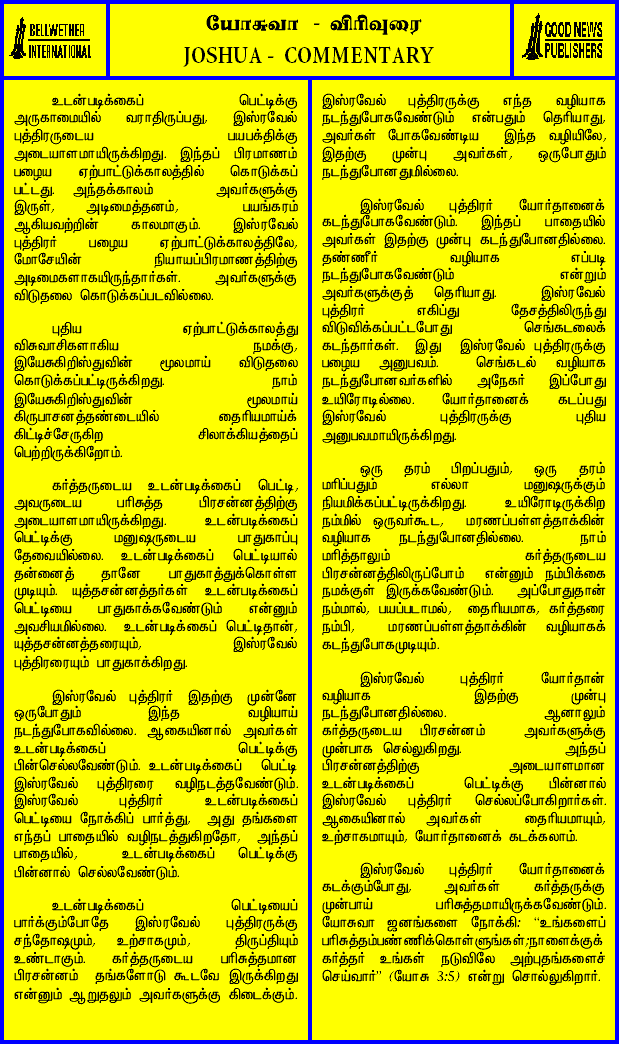 BELLWETHER
INTERNATIONAL
யோசுவா - விரிவுரை
JOSHUA - COMMENTARY
GOOD NEWS
PUBLISHERS
உடன்படிக்கைப் பெட்டிக்கு
அருகாமையில் வராதிருப்பது, இஸ்ரவேல்
புத்திரருடைய பயபக்திக்கு
அடையாளமாயிருக்கிறது. இந்தப் பிரமாணம்
பழைய ஏற்பாட்டுக்காலத்தில் கொடுக்கப்
பட்டது. அந்தக்காலம் அவர்களுக்கு
இருள், அடிமைத்தனம், பயங்கரம்
ஆகியவற்றின் காலமாகும். இஸ்ரவேல்
புத்திரர் பழைய ஏற்பாட்டுக்காலத்திலே,
மோசேயின் நியாயப்பிரமாணத்திற்கு
அடிமைகளாகயிருந்தார்கள். அவர்களுக்கு
விடுதலை கொடுக்கப்படவில்லை.
புதிய ஏற்பாட்டுக்காலத்து
விசுவாசிகளாகிய நமக்கு,
இயேசுகிறிஸ்துவின் மூலமாய் விடுதலை
கொடுக்கப்பட்டிருக்கிறது. நாம்
இயேசுகிறிஸ்துவின் மூலமாய்
கிருபாசனத்தண்டையில் தைரியமாய்க்
கிட்டிச்சேருகிற சிலாக்கியத்தைப்
பெற்றிருக்கிறோம்.
கர்த்தருடைய உடன்படிக்கைப் பெட்டி,
அவருடைய பரிசுத்த பிரசன்னத்திற்கு
அடையாளமாயிருக்கிறது. உடன்படிக்கைப்
பெட்டிக்கு மனுஷருடைய பாதுகாப்பு
தேவையில்லை. உடன்படிக்கைப் பெட்டியால்
தன்னைத் தானே பாதுகாத்துக்கொள்ள
முடியும். யுத்தசன்னத்தர்கள் உடன்படிக்கைப்
பெட்டியை பாதுகாக்கவேண்டும் என்னும்
அவசியமில்லை. உடன்படிக்கைப் பெட்டிதான்,
யுத்தசன்னத்தரையும், இஸ்ரவேல்
புத்திரரையும் பாதுகாக்கிறது.
இஸ்ரவேல் புத்திரர் இதற்கு முன்னே
ஒருபோதும் இந்த வழியாய்
நடந்துபோகவில்லை. ஆகையினால் அவர்கள்
உடன்படிக்கைப் பெட்டிக்கு
பின்செல்லவேண்டும். உடன்படிக்கைப் பெட்டி
இஸ்ரவேல் புத்திரரை வழிநடத்தவேண்டும்.
இஸ்ரவேல் புத்திரர் உடன்படிக்கைப்
பெட்டியை நோக்கிப் பார்த்து, அது தங்களை
எந்தப் பாதையில் வழிநடத்துகிறதோ, அந்தப்
பாதையில், உடன்படிக்கைப் பெட்டிக்கு
பின்னால் செல்லவேண்டும்.
உடன்படிக்கைப் பெட்டியைப்
பார்க்கும்போதே இஸ்ரவேல் புத்திரருக்கு
சந்தோஷமும், உற்சாகமும், திருப்தியும்
உண்டாகும். கர்த்தருடைய பரிசுத்தமான
பிரசன்னம் தங்களோடு கூடவே இருக்கிறது
என்னும் ஆறுதலும் அவர்களுக்கு கிடைக்கும்.
இஸ்ரவேல் புத்திரருக்கு எந்த வழியாக
நடந்துபோகவேண்டும் என்பதும் தெரியாது,
அவர்கள் போகவேண்டிய இந்த வழியிலே,
இதற்கு முன்பு அவர்கள், ஒருபோதும்
நடந்துபோனதுமில்லை.
இஸ்ரவேல் புத்திரர் யோர்தானைக்
கடந்துபோகவேண்டும். இந்தப் பாதையில்
அவர்கள் இதற்கு முன்பு கடந்துபோனதில்லை.
தண்ணீர் வழியாக எப்படி
நடந்துபோகவேண்டும் என்றும்
அவர்களுக்குத் தெரியாது. இஸ்ரவேல்
புத்திரர் எகிப்து தேசத்திலிருந்து
விடுவிக்கப்பட்டபோது செங்கடலைக்
கடந்தார்கள். இது இஸ்ரவேல் புத்திரருக்கு
பழைய அனுபவம். செங்கடல் வழியாக
நடந்துபோனவர்களில் அநேகர் இப்போது
உயிரோடில்லை. யோர்தானைக் கடப்பது
இஸ்ரவேல் புத்திரருக்கு புதிய
அனுபவமாயிருக்கிறது.
ஒரு தரம் பிறப்பதும், ஒரு தரம்
மரிப்பதும் எல்லா மனுஷருக்கும்
நியமிக்கப்பட்டிருக்கிறது. உயிரோடிருக்கிற
நம்மில் ஒருவர்கூட, மரணப்பள்ளத்தாக்கின்
வழியாக நடந்துபோனதில்லை. நாம்
மரித்தாலும் கர்த்தருடைய
பிரசன்னத்திலிருப்போம் என்னும் நம்பிக்கை
நமக்குள் இருக்கவேண்டும். அப்போதுதான்
நம்மால், பயப்படாமல், தைரியமாக, கர்த்தரை
நம்பி, மரணப்பள்ளத்தாக்கின் வழியாகக்
கடந்துபோகமுடியும்.
இஸ்ரவேல் புத்திரர் யோர்தான்
வழியாக இதற்கு முன்பு
நடந்துபோனதில்லை. ஆனாலும்
கர்த்தருடைய பிரசன்னம் அவர்களுக்கு
முன்பாக செல்லுகிறது. அந்தப்
பிரசன்னத்திற்கு அடையாளமான
உடன்படிக்கைப் பெட்டிக்கு பின்னால்
இஸ்ரவேல் புத்திரர் செல்லப்போகிறார்கள்.
ஆகையினால் அவர்கள் தைரியமாயும்,
உற்சாகமாயும், யோர்தானைக் கடக்கலாம்.
இஸ்ரவேல் புத்திரர் யோர்தானைக்
கடக்கும்போது, அவர்கள் கர்த்தருக்கு
முன்பாய் பரிசுத்தமாயிருக்கவேண்டும்.
யோசுவா ஜனங்களை நோக்கி: "உங்களைப்
பரிசுத்தம்பண்ணிக்கொள்ளுங்கள்;நாளைக்குக்
கர்த்தர் உங்கள் நடுவிலே அற்புதங்களைச்
செய்வார்" (யோசு 3:5) என்று சொல்லுகிறார்.